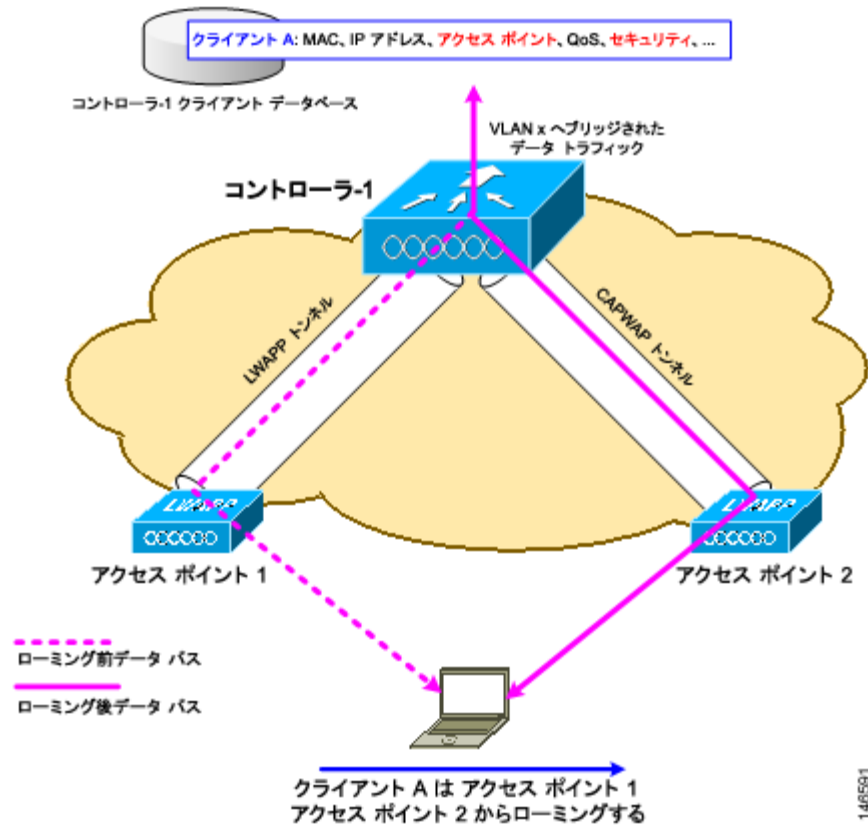 クライアント A: MAC、IP アドレス、アクセス ポイント、QoS、セキュリティ、...
コントローラ-1 クライアント データベース
VLAN x へブリッジされた
データ トラフィック
コントローラ-1
LWAPP トンネル
CAPWAP トンネル
LWAPP
LWAPP
アクセス ポイント 1
アクセス ポイント 2
ローミング前データ パス
ローミング後データ パス
クライアント A は アクセス ポイント 1
アクセス ポイント 2 からローミングする
146591